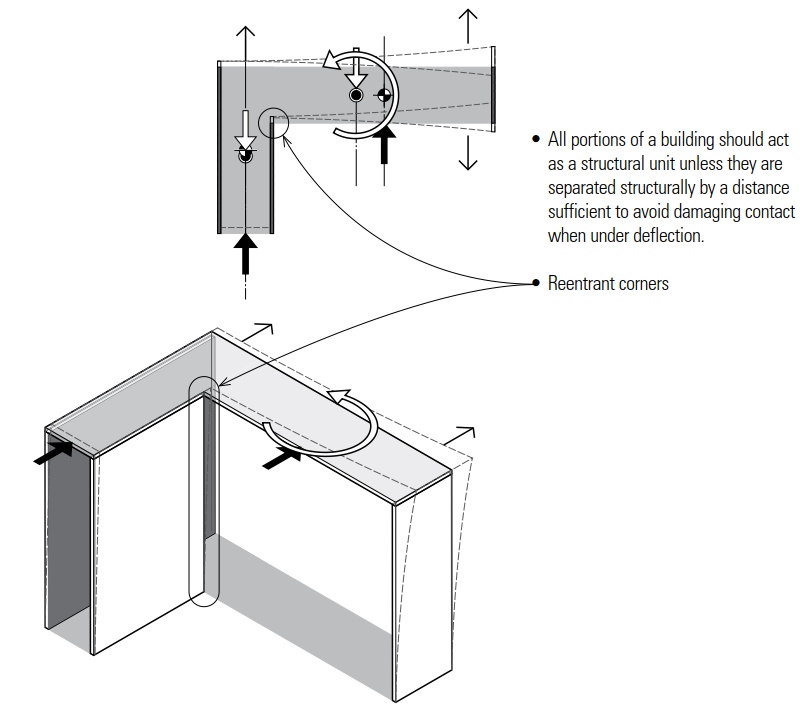 • All portions of a building should act
as a structural unit unless they are
separated structurally by a distance
sufficient to avoid damaging contact
when under deflection.
• Reentrant corners